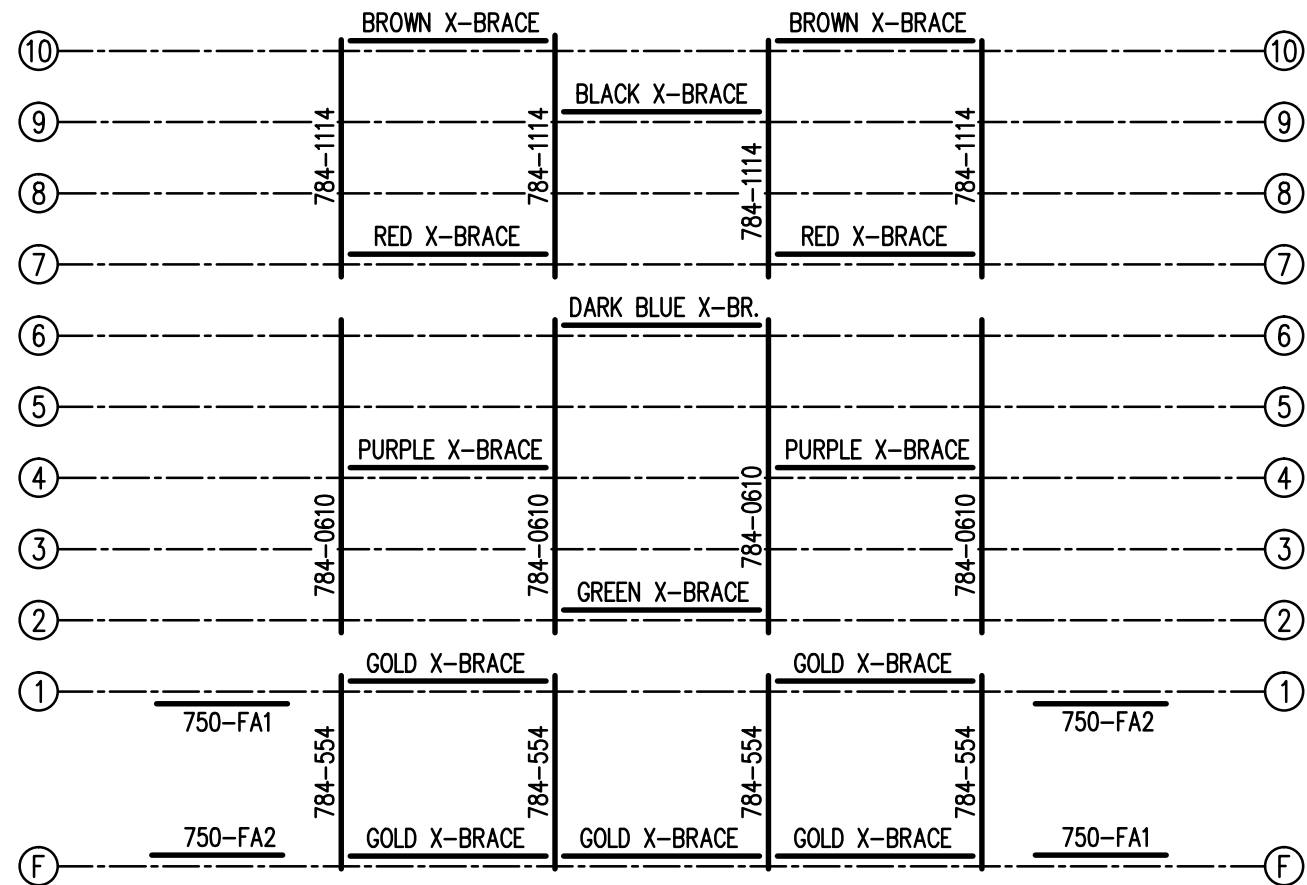 BROWN X-BRACE BROWN X-BRACE
10 10
BLACK X-BRACE
9 9
784-1114 784-1114 784-1114 784-1114
8 8
RED X-BRACE RED X-BRACE
7 7
DARK BLUE X-BR.
6 6
5 5
PURPLE X-BRACE PURPLE X-BRACE
4 4
784-0610 784-0610 784-0610 784-0610
3 3
GREEN X-BRACE
2 2
GOLD X-BRACE GOLD X-BRACE
1 1
750-FA1 750-FA2
784-554 784-554 784-554 784-554
750-FA2 GOLD X-BRACE GOLD X-BRACE GOLD X-BRACE 750-FA1
F F